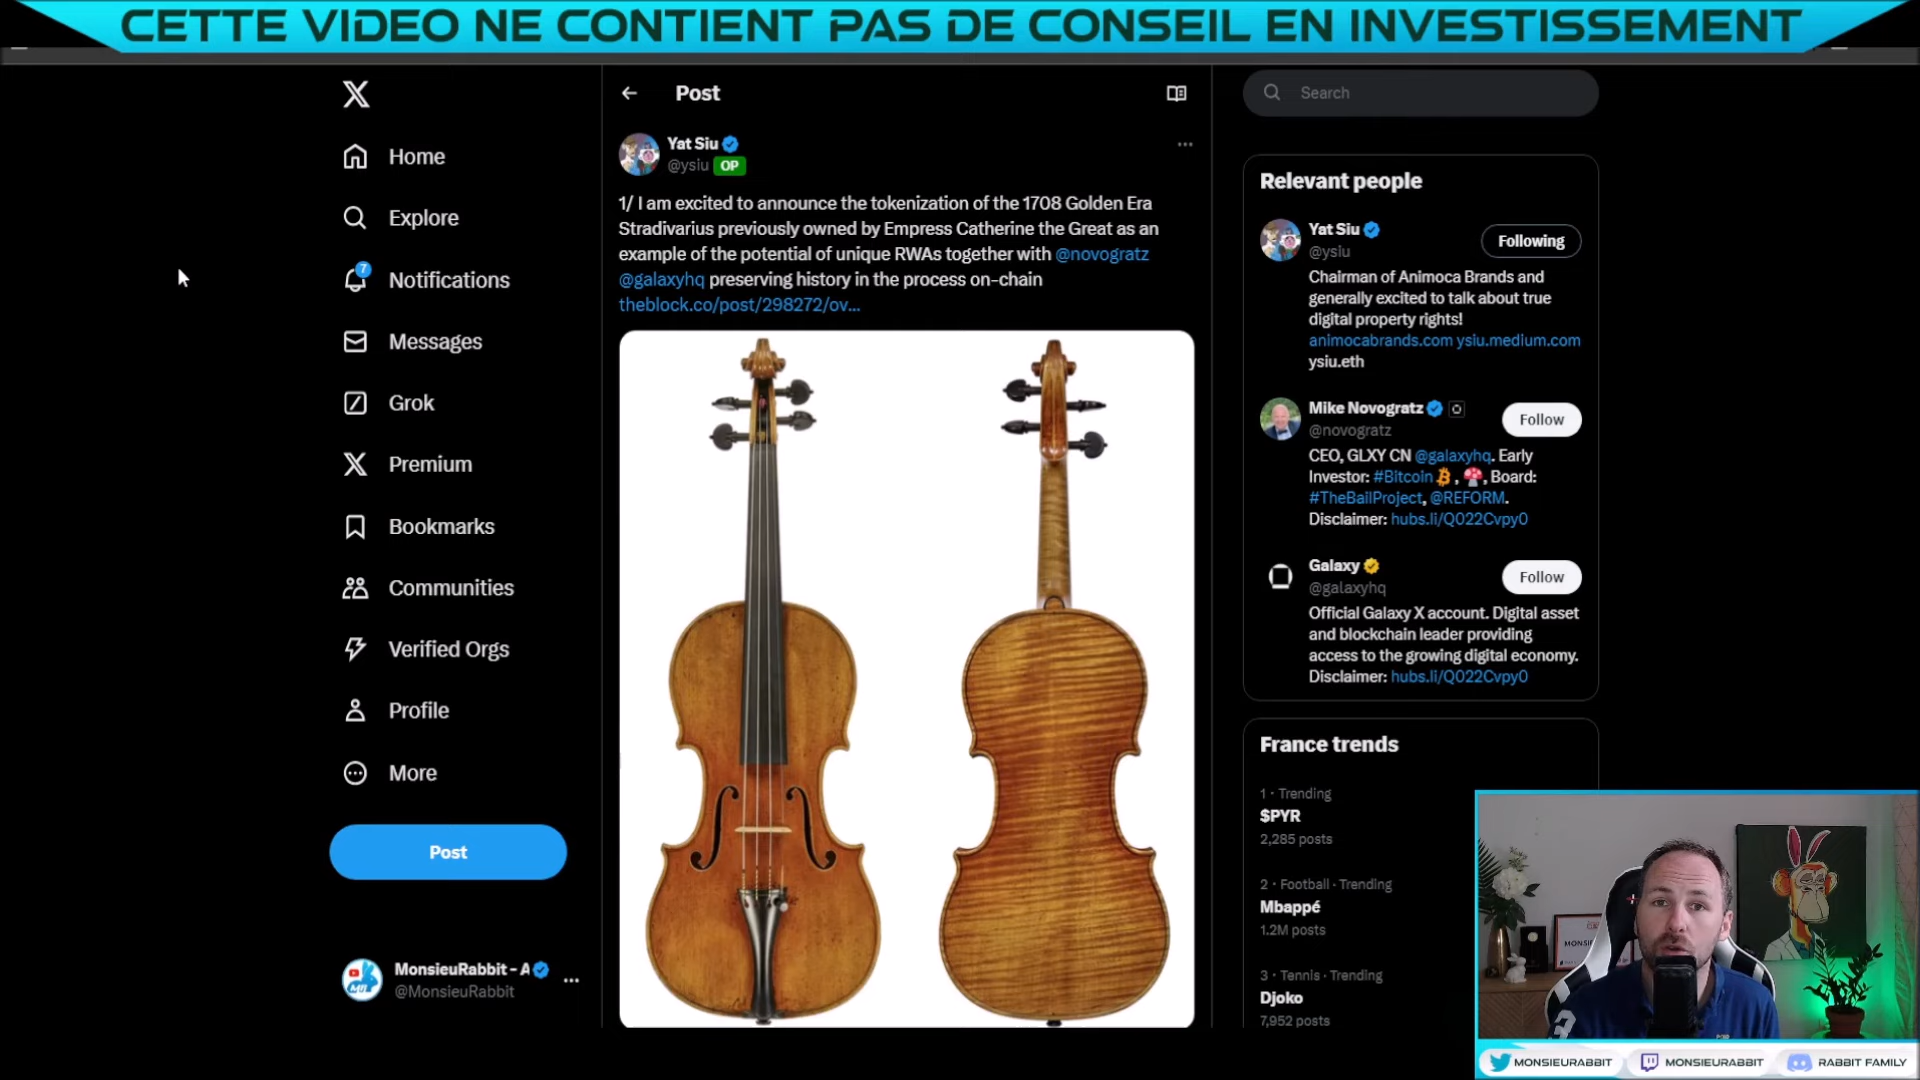 CETTE VIDEO NE CONTIENT PAS DE CONSEIL EN INVESTISSEMENT
Home
Explore
7
Notifications
Messages
Grok
Premium
Bookmarks
Communities
Verified Orgs
Profile
More
Post
MonsieuRabbit - A
@MonsieuRabbit
Post
Yat Siu
@ysiu OP
1/ I am excited to announce the tokenization of the 1708 Golden Era
Stradivarius previously owned by Empress Catherine the Great as an
example of the potential of unique RWAs together with @novogratz
@galaxyhq preserving history in the process on-chain
theblock.co/post/298272/ov...
Search
Relevant people
Yat Siu
@ysiu
Following
Chairman of Animoca Brands and
generally excited to talk about true
digital property rights!
animocabrands.com ysiu.medium.com
ysiu.eth
Mike Novogratz
@novogratz
Follow
CEO, GLXY CN @galaxyhq. Early
Investor: #Bitcoin , , Board:
#TheBailProject, @REFORM.
Disclaimer: hubs.li/Q022Cvpy0
Galaxy
@galaxyhq
Follow
Official Galaxy X account. Digital asset
and blockchain leader providing
access to the growing digital economy.
Disclaimer: hubs.li/Q022Cvpy0
France trends
1 · Trending
$PYR
2,285 posts
2 · Football · Trending
Mbappé
1.2M posts
3 · Tennis · Trending
Djoko
7,952 posts
MONSIEURABBIT
MONSIEURABBIT
RABBIT FAMILY